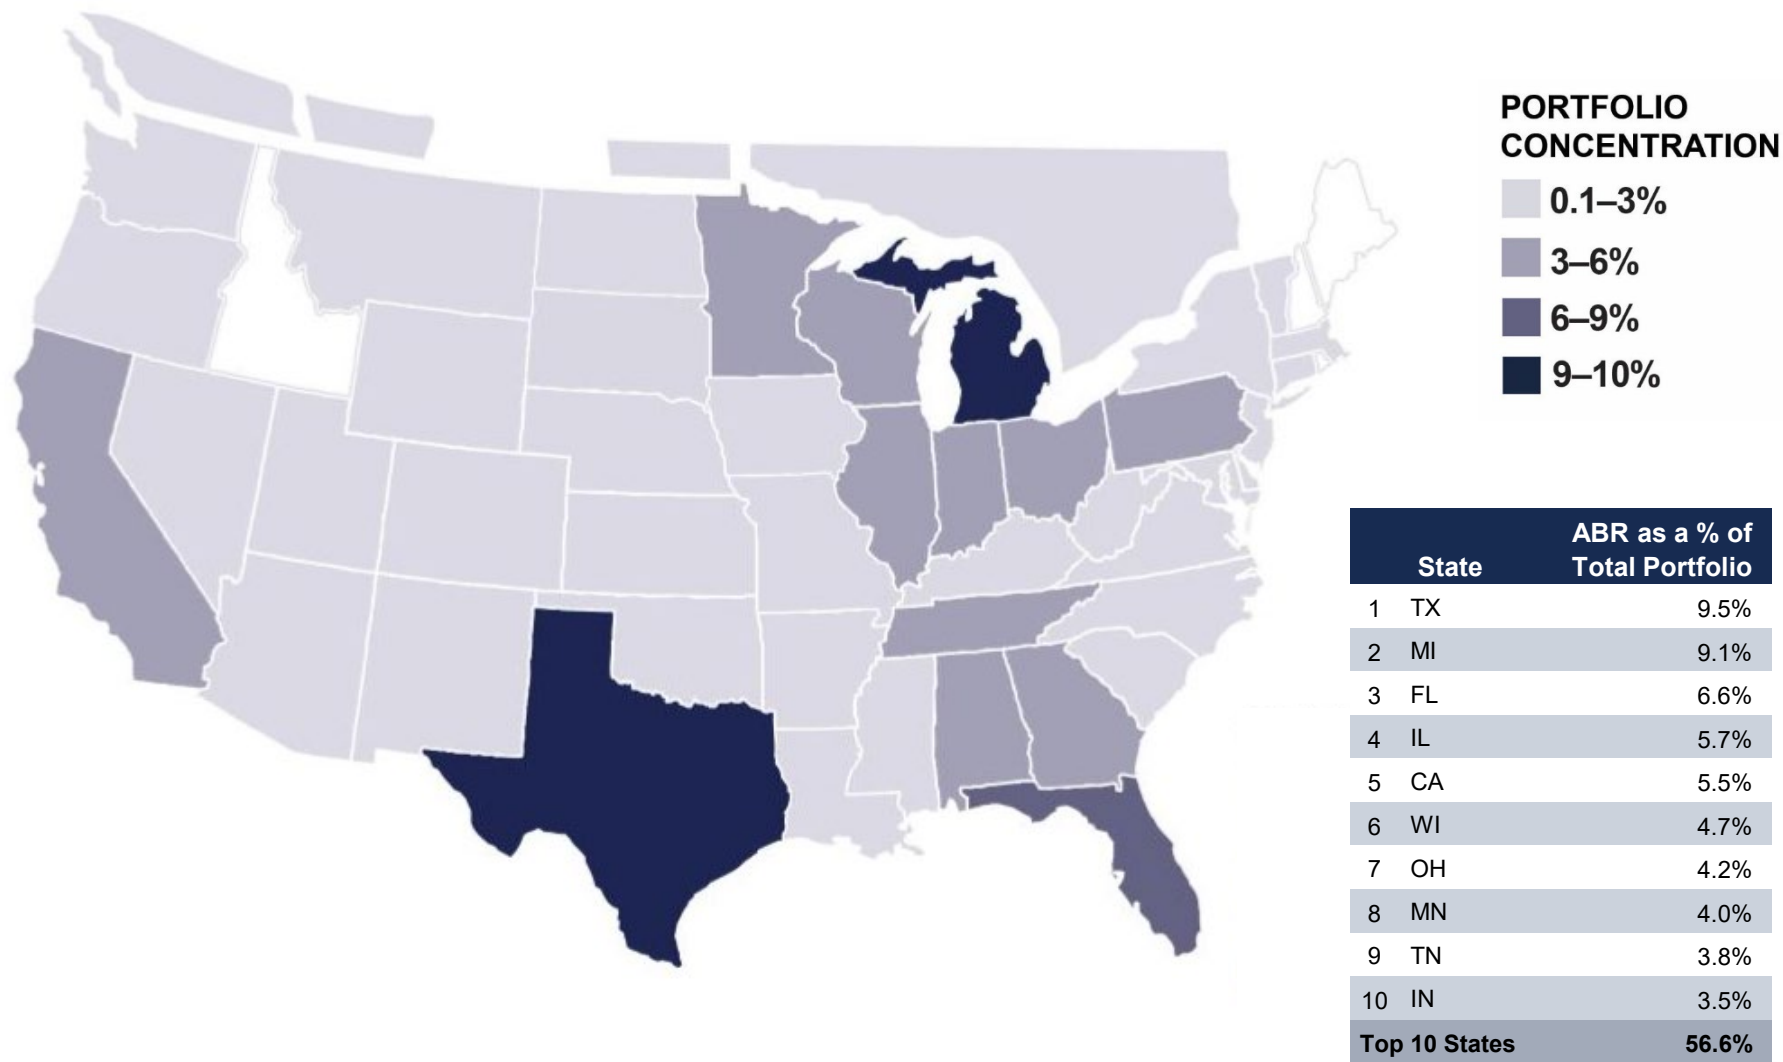 PORTFOLIO
CONCENTRATION
0.1–3%
3–6%
6–9%
9–10%
State ABR as a % of Total Portfolio
1 TX 9.5%
2 MI 9.1%
3 FL 6.6%
4 IL 5.7%
5 CA 5.5%
6 WI 4.7%
7 OH 4.2%
8 MN 4.0%
9 TN 3.8%
10 IN 3.5%
Top 10 States 56.6%